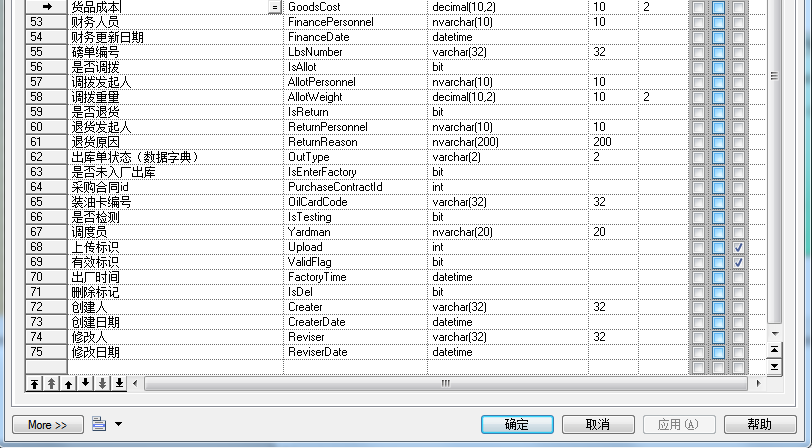 货品成本 = GoodsCost decimal(10,2) 10 2
53 财务人员 FinancePersonnel nvarchar(10) 10
54 财务更新日期 FinanceDate datetime
55 磅单编号 LbsNumber varchar(32) 32
56 是否调拨 IsAllot bit
57 调拨发起人 AllotPersonnel nvarchar(10) 10
58 调拨重量 AllotWeight decimal(10,2) 10 2
59 是否退货 IsReturn bit
60 退货发起人 ReturnPersonnel nvarchar(10) 10
61 退货原因 ReturnReason nvarchar(200) 200
62 出库单状态（数据字典） OutType varchar(2) 2
63 是否未入厂出库 IsEnterFactory bit
64 采购合同id PurchaseContractId int
65 装油卡编号 OilCardCode varchar(32) 32
66 是否检测 IsTesting bit
67 调度员 Yardman nvarchar(20) 20
68 上传标识 Upload int
69 有效标识 ValidFlag bit
70 出厂时间 FactoryTime datetime
71 删除标记 IsDel bit
72 创建人 Creater varchar(32) 32
73 创建日期 CreaterDate datetime
74 修改人 Reviser varchar(32) 32
75 修改日期 ReviserDate datetime
More >> 确定 取消 应用(A) 帮助